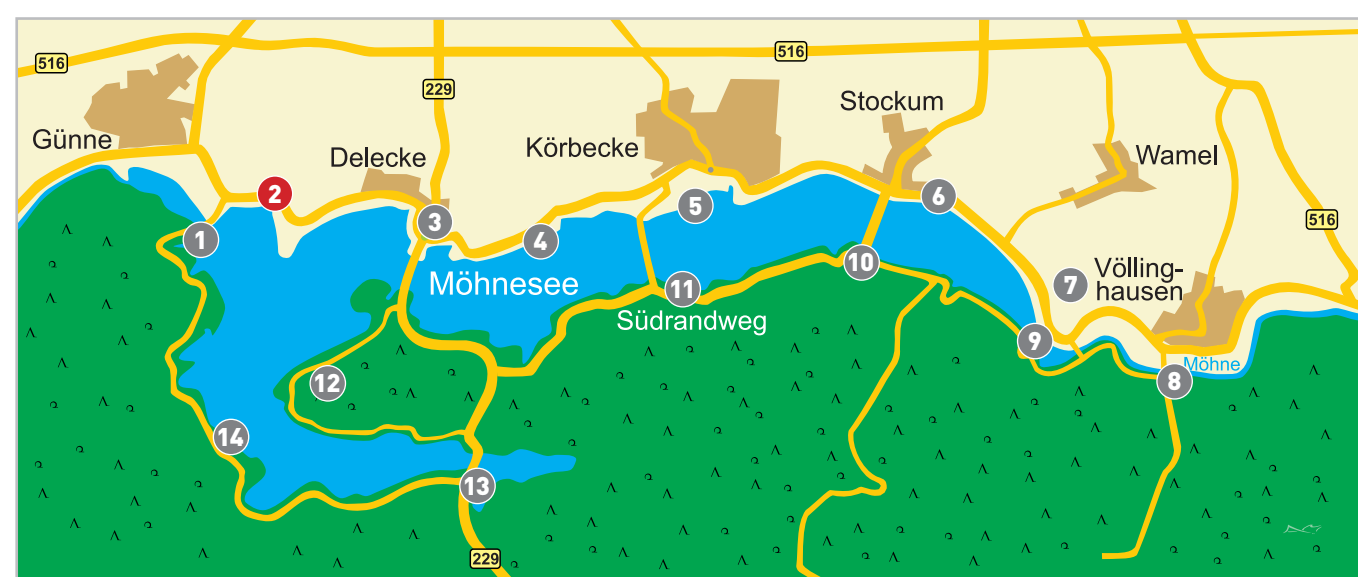 516
516
229
Stockum
Günne
Delecke
Körbecke
Wamel
2
6
5
3
516
1
4
10
Völling-
hausen
7
Möhnesee
11
Südrandweg
9
Möhne
12
8
14
13
229